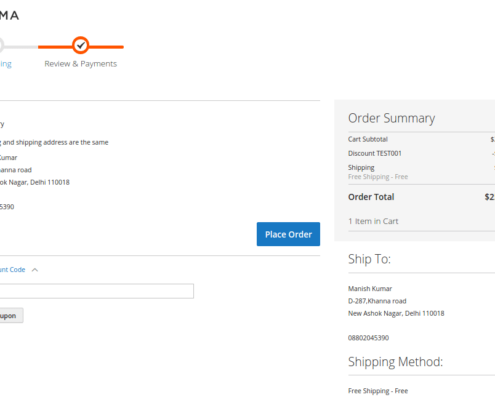 MA
ing
Review & Payments
ry
g and shipping address are the same
Kumar
hanna road
ok Nagar, Delhi 110018
5390
Place Order
unt Code
upon
Order Summary
Cart Subtotal $
Discount TEST001 -
Shipping
Free Shipping - Free
Order Total $2
1 Item in Cart
Ship To:
Manish Kumar
D-287,Khanna road
New Ashok Nagar, Delhi 110018
08802045390
Shipping Method:
Free Shipping - Free